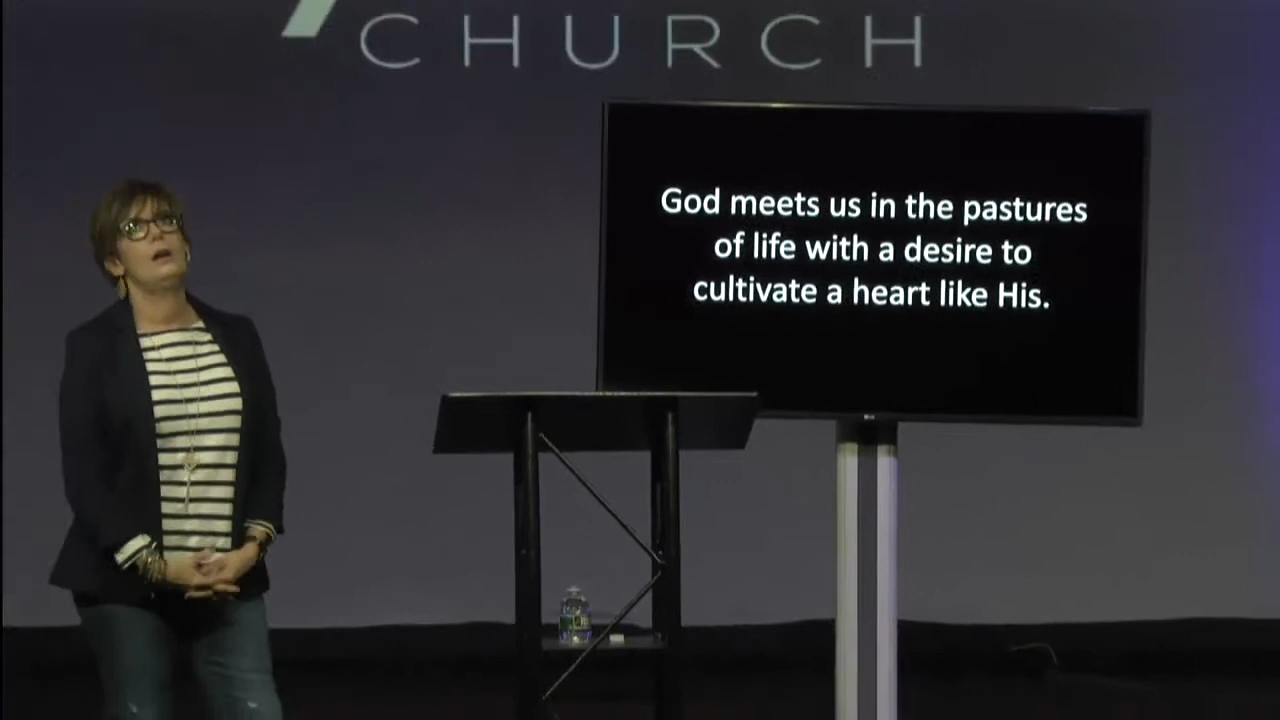 CHURCH
God meets us in the pastures
of life with a desire to
cultivate a heart like His.